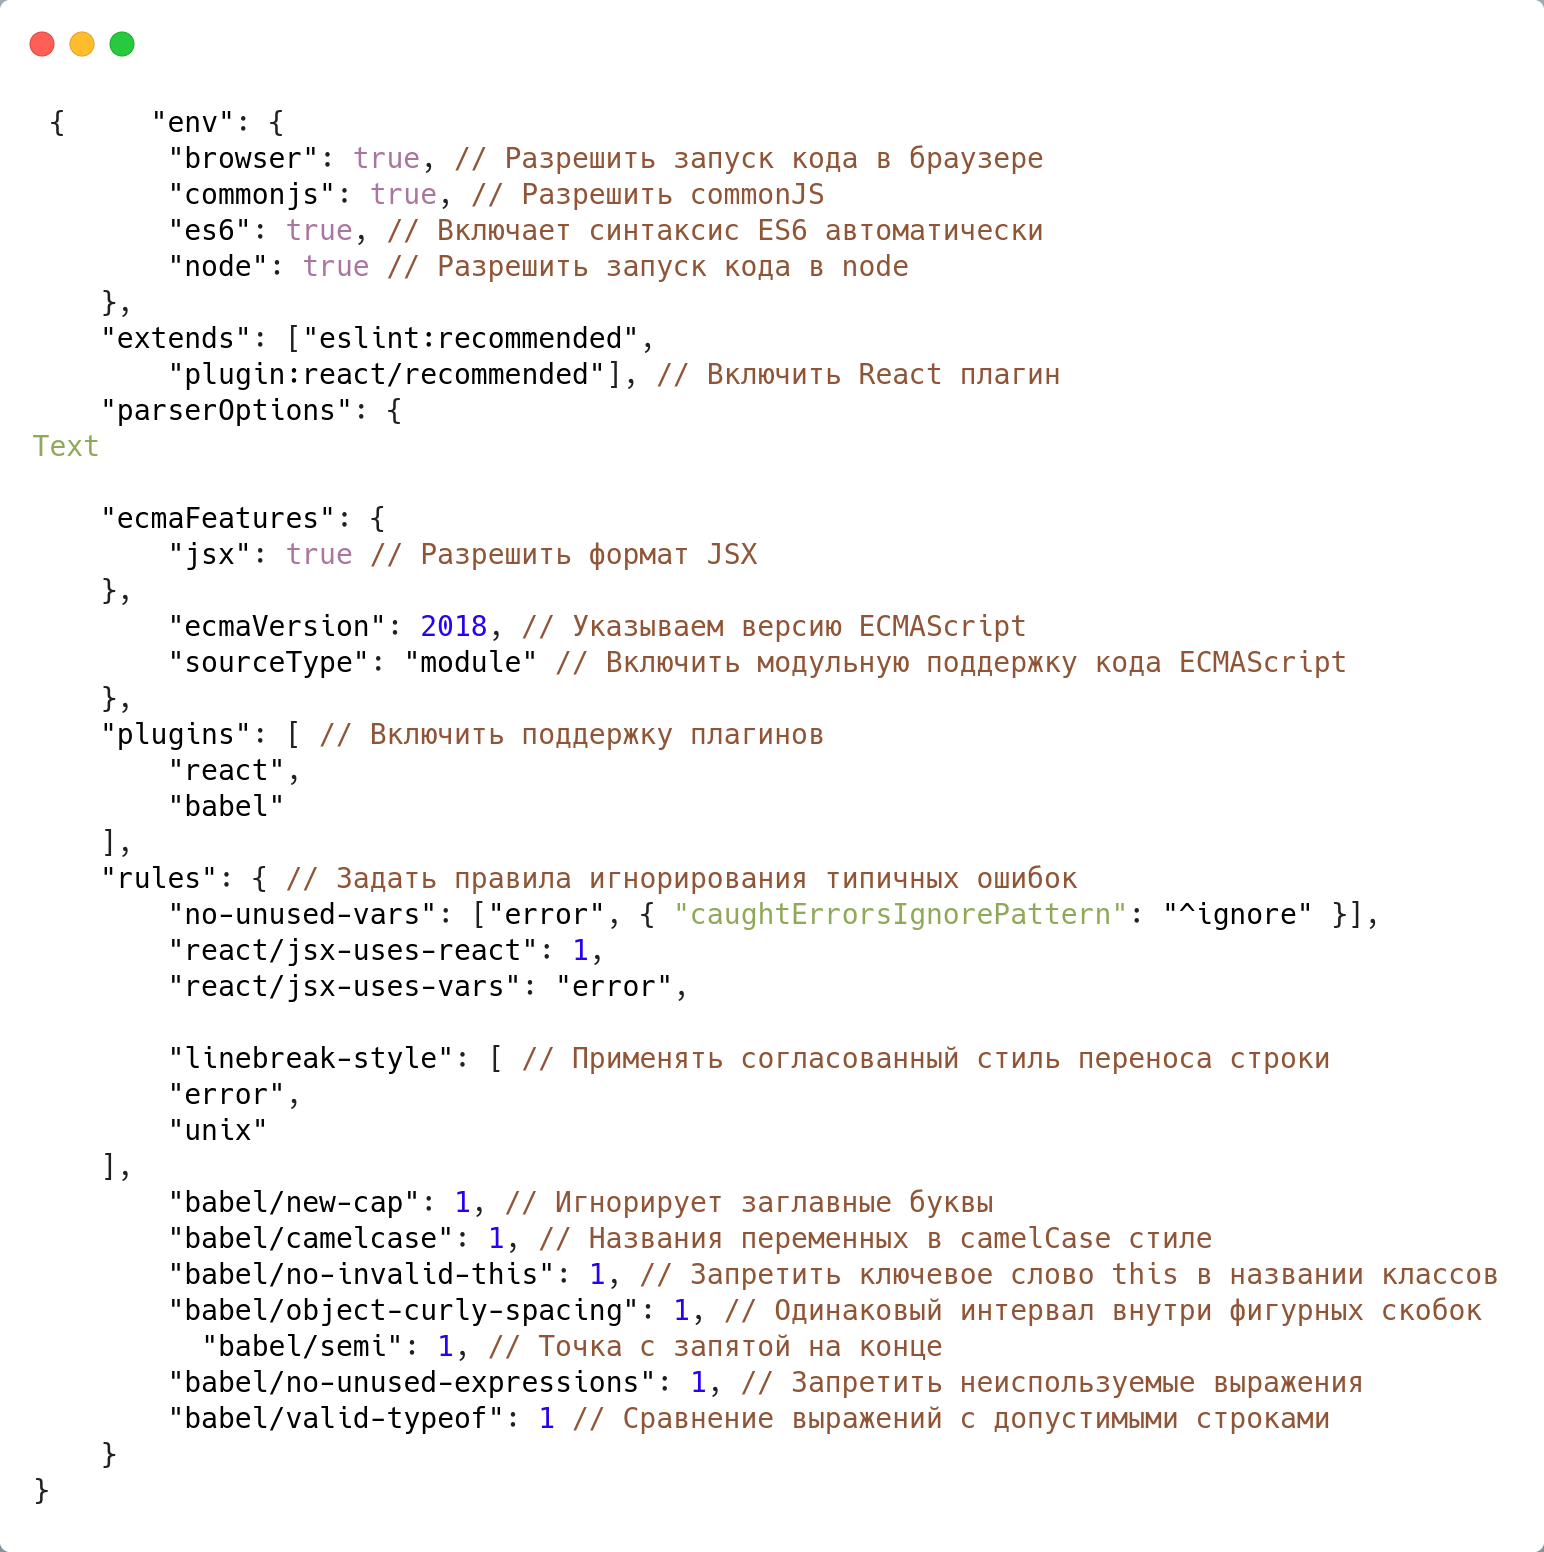 {     "env": {
        "browser": true, // Разрешить запуск кода в браузере
        "commonjs": true, // Разрешить commonJS
        "es6": true, // Включает синтаксис ES6 автоматически
        "node": true // Разрешить запуск кода в node
    },
    "extends": ["eslint:recommended",
        "plugin:react/recommended"], // Включить React плагин
    "parserOptions": {
Text
    "ecmaFeatures": {
        "jsx": true // Разрешить формат JSX
    },
        "ecmaVersion": 2018, // Указываем версию ECMAScript
        "sourceType": "module" // Включить модульную поддержку кода ECMAScript
    },
    "plugins": [ // Включить поддержку плагинов
        "react",
        "babel"
    ],
    "rules": { // Задать правила игнорирования типичных ошибок
        "no-unused-vars": ["error", { "caughtErrorsIgnorePattern": "^ignore" }],
        "react/jsx-uses-react": 1,
        "react/jsx-uses-vars": "error",
        "linebreak-style": [ // Применять согласованный стиль переноса строки
        "error",
        "unix"
    ],
        "babel/new-cap": 1, // Игнорирует заглавные буквы
        "babel/camelcase": 1, // Названия переменных в camelCase стиле
        "babel/no-invalid-this": 1, // Запретить ключевое слово this в названии классов
        "babel/object-curly-spacing": 1, // Одинаковый интервал внутри фигурных скобок
          "babel/semi": 1, // Точка с запятой на конце
        "babel/no-unused-expressions": 1, // Запретить неиспользуемые выражения
        "babel/valid-typeof": 1 // Сравнение выражений с допустимыми строками
    }
}